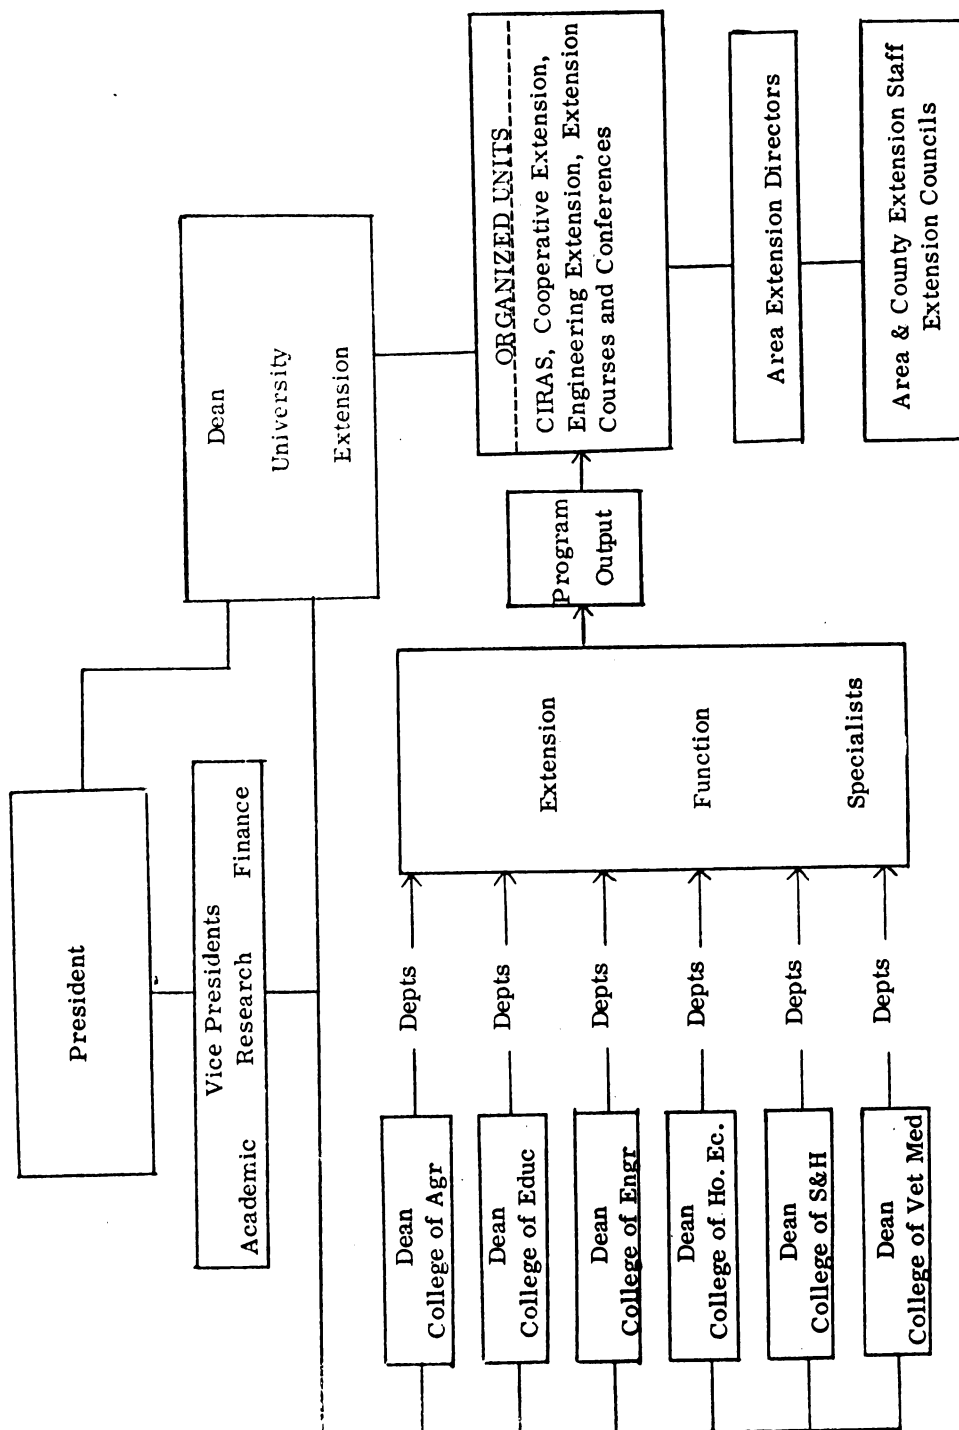 President
Vice Presidents
Academic Research Finance
Dean
University
Extension
Dean
College of Agr
Depts
Dean
College of Educ
Depts
Dean
College of Engr
Depts
Dean
College of Ho. Ec.
Depts
Dean
College of S&H
Depts
Dean
College of Vet Med
Depts
Extension
Function
Specialists
Program
Output
ORGANIZED UNITS
CIRAS, Cooperative Extension,
Engineering Extension, Extension
Courses and Conferences
Area Extension Directors
Area & County Extension Staff
Extension Councils